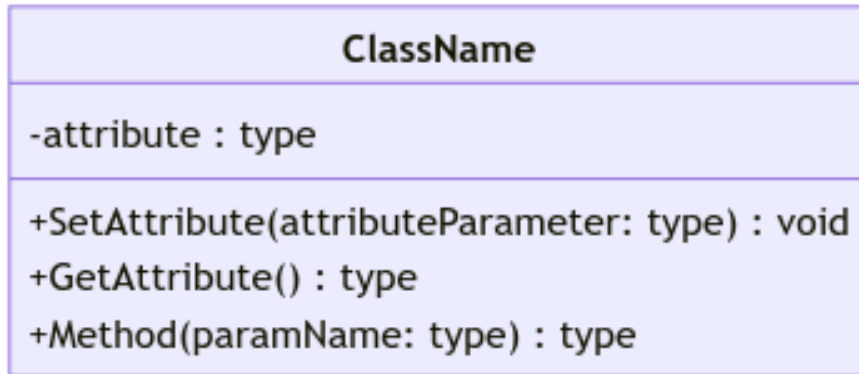 ClassName
-attribute : type
+SetAttribute(attributeParameter: type) : void
+GetAttribute() : type
+Method(paramName: type) : type